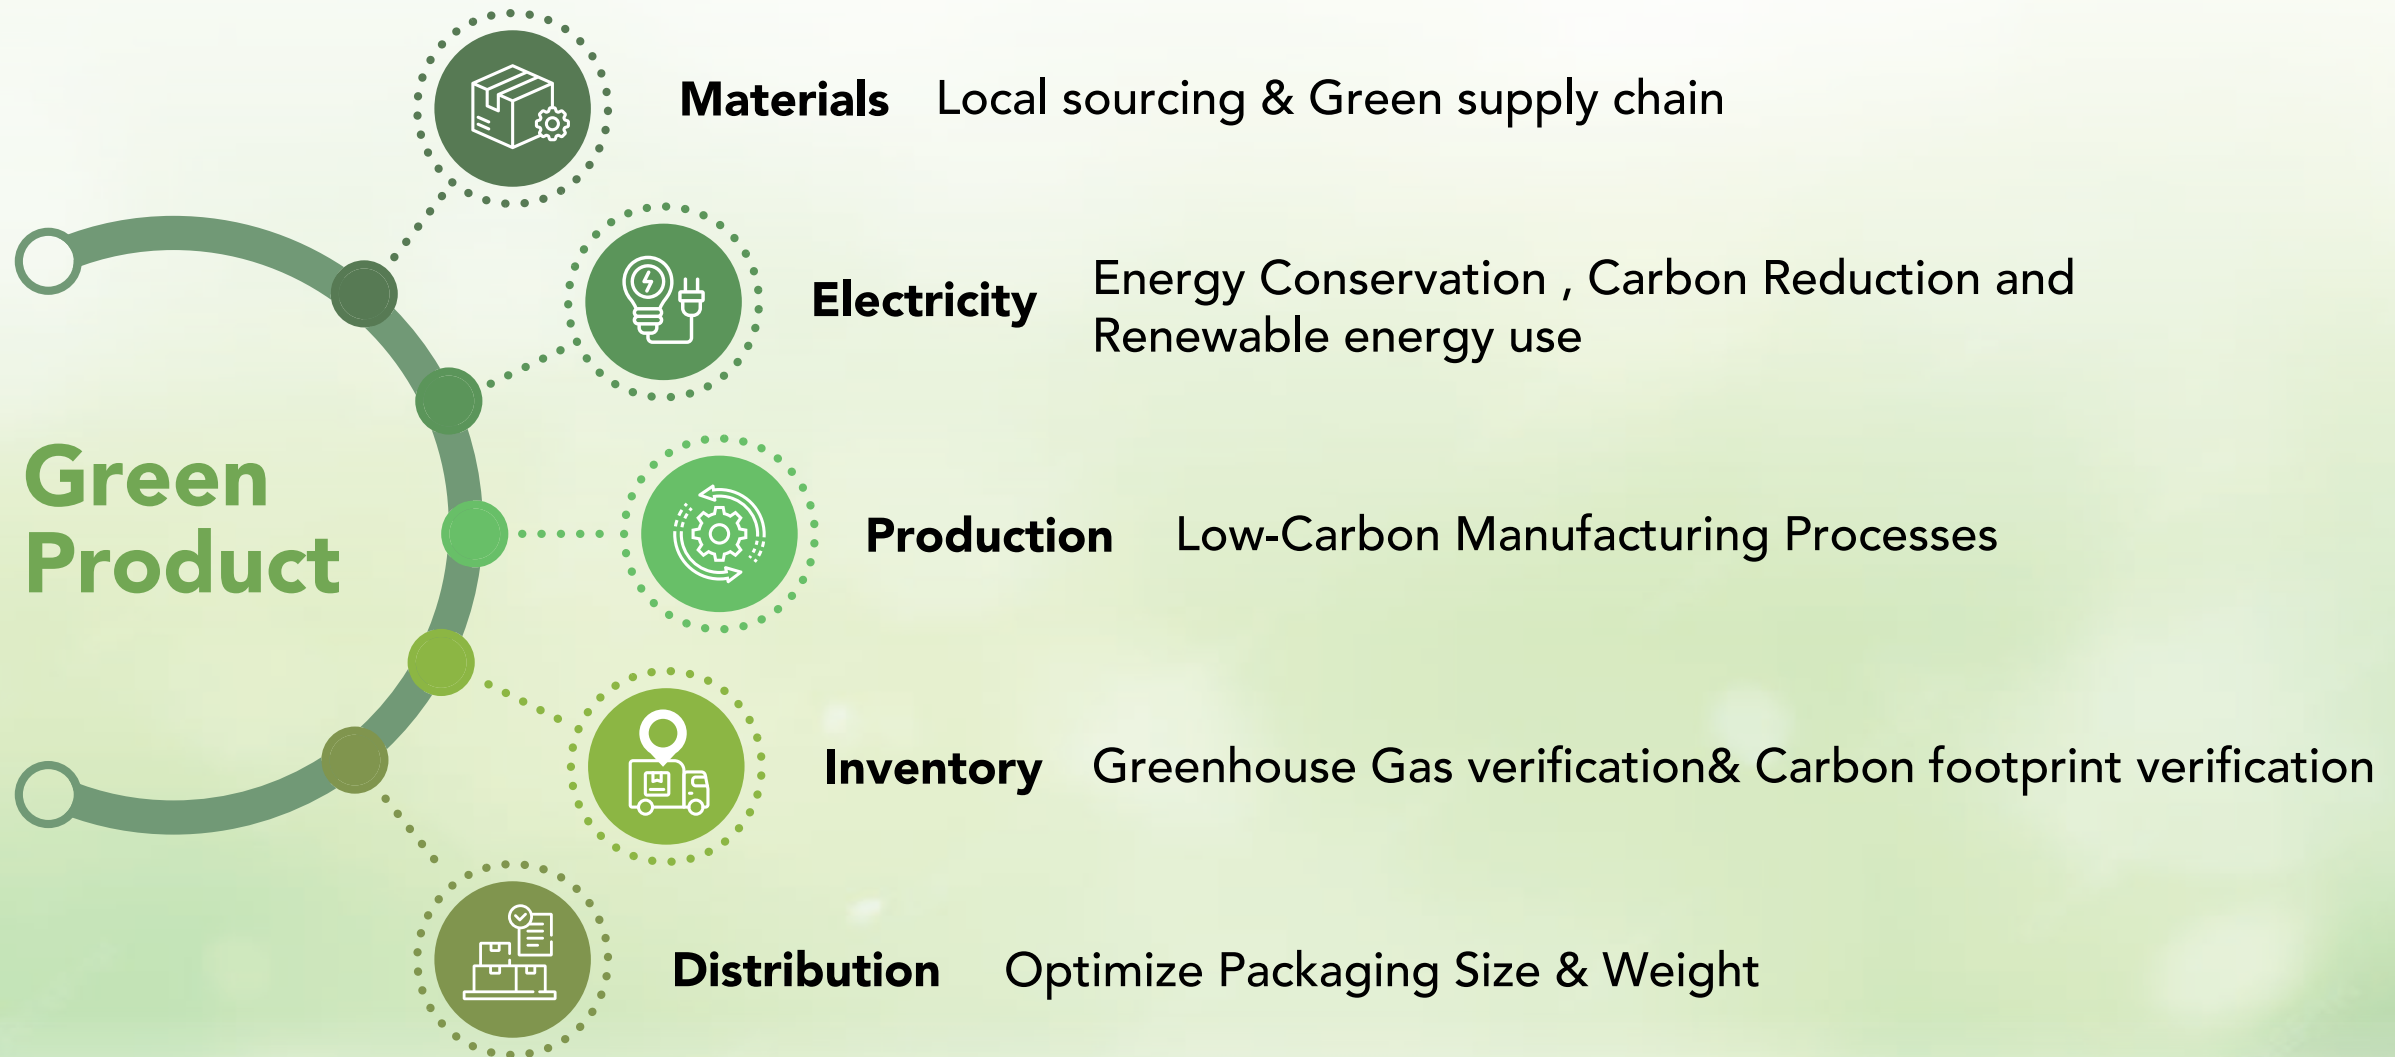 Materials Local sourcing & Green supply chain
Electricity Energy Conservation , Carbon Reduction and
Renewable energy use
Green
Product
Production Low-Carbon Manufacturing Processes
Inventory Greenhouse Gas verification& Carbon footprint verification
Distribution Optimize Packaging Size & Weight